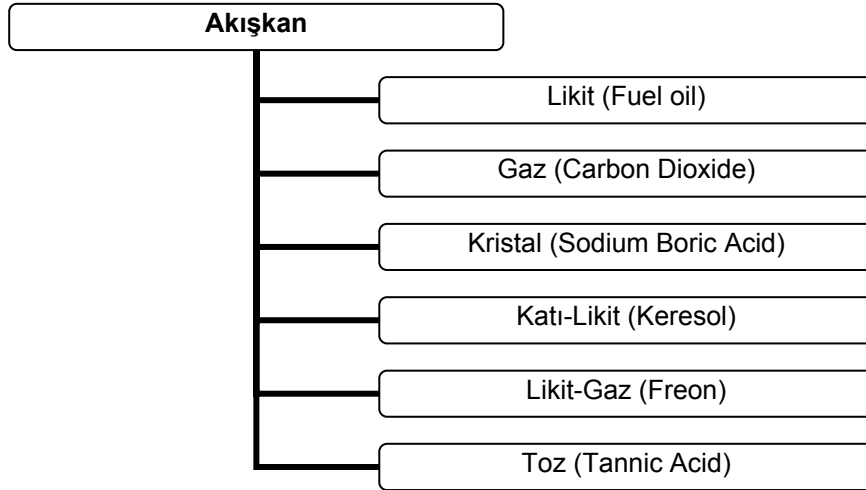 Akışkan
Likit (Fuel oil)
Gaz (Carbon Dioxide)
Kristal (Sodium Boric Acid)
Katı-Likit (Keresol)
Likit-Gaz (Freon)
Toz (Tannic Acid)